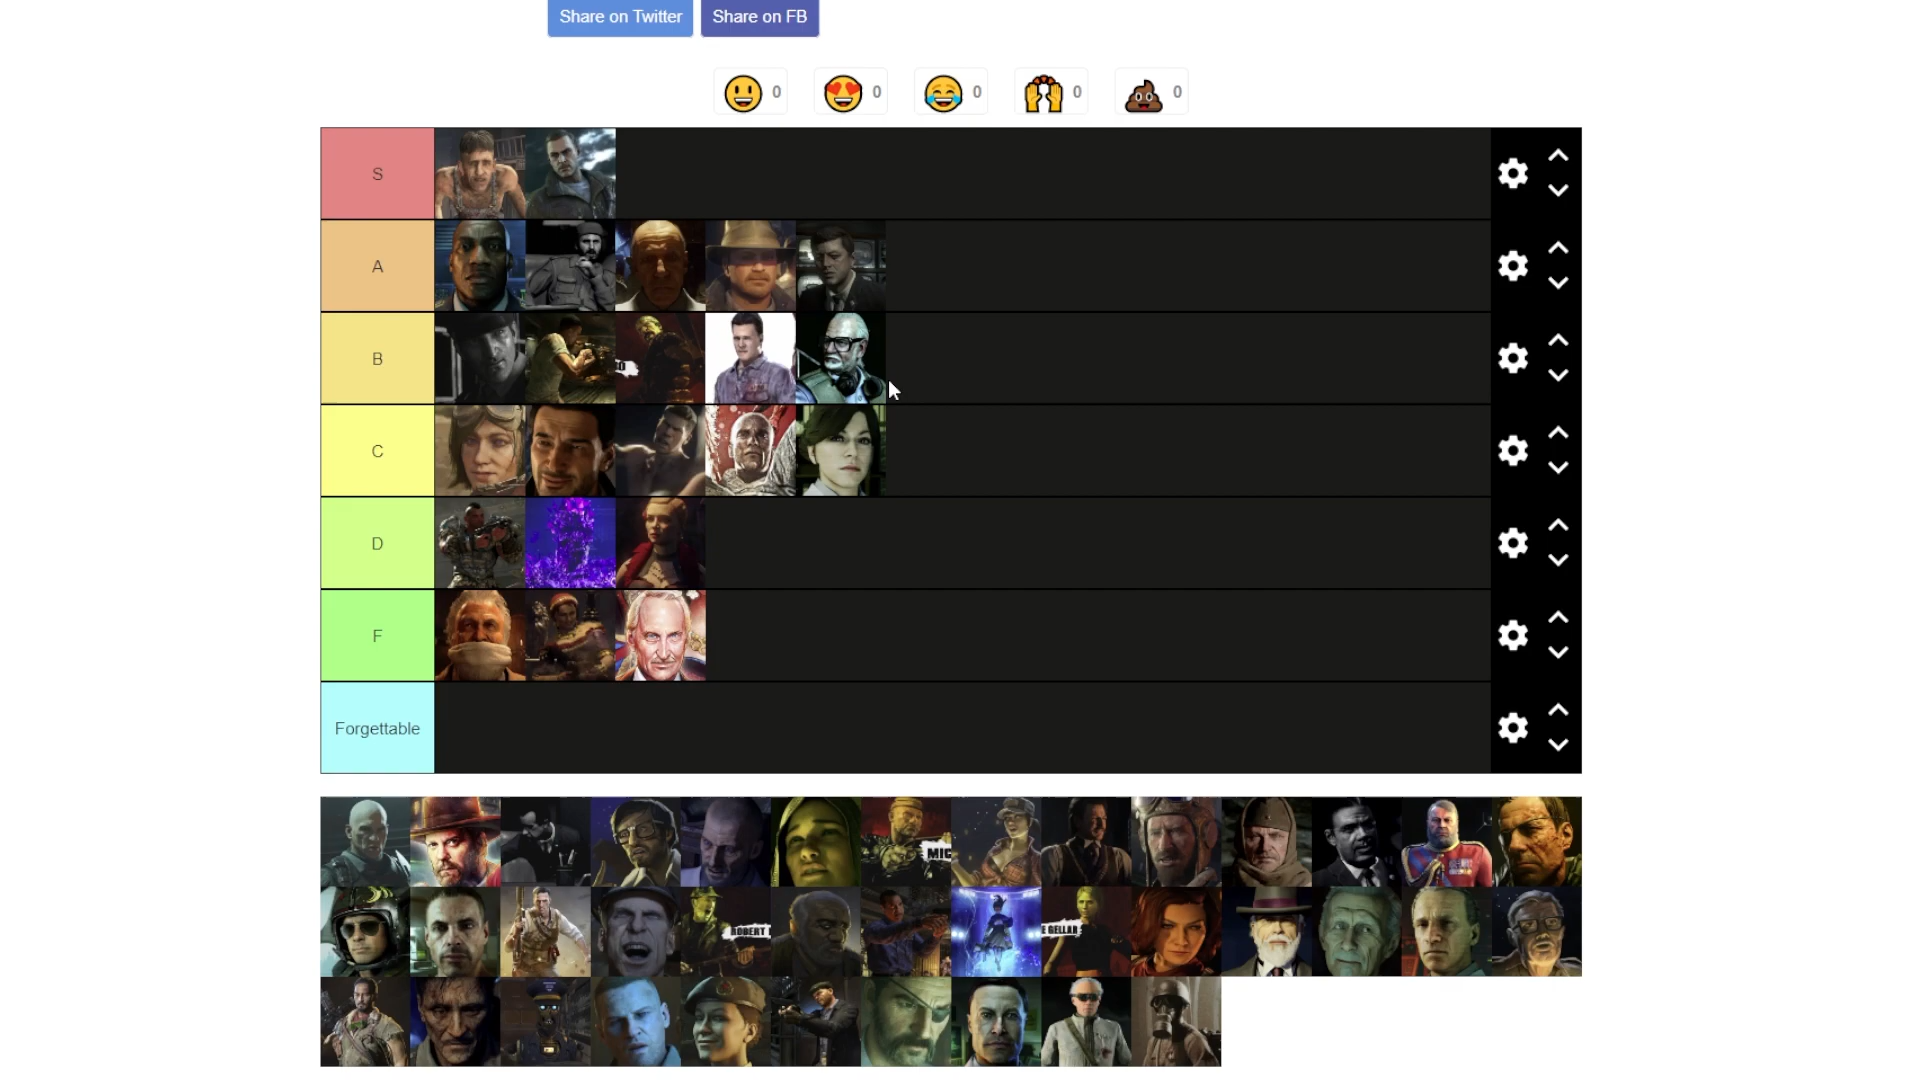 Share on Twitter Share on FB
0 0 0 0 0
S
A
B
C
D
F
Forgettable
MIC
ROBERT
E GELLAR